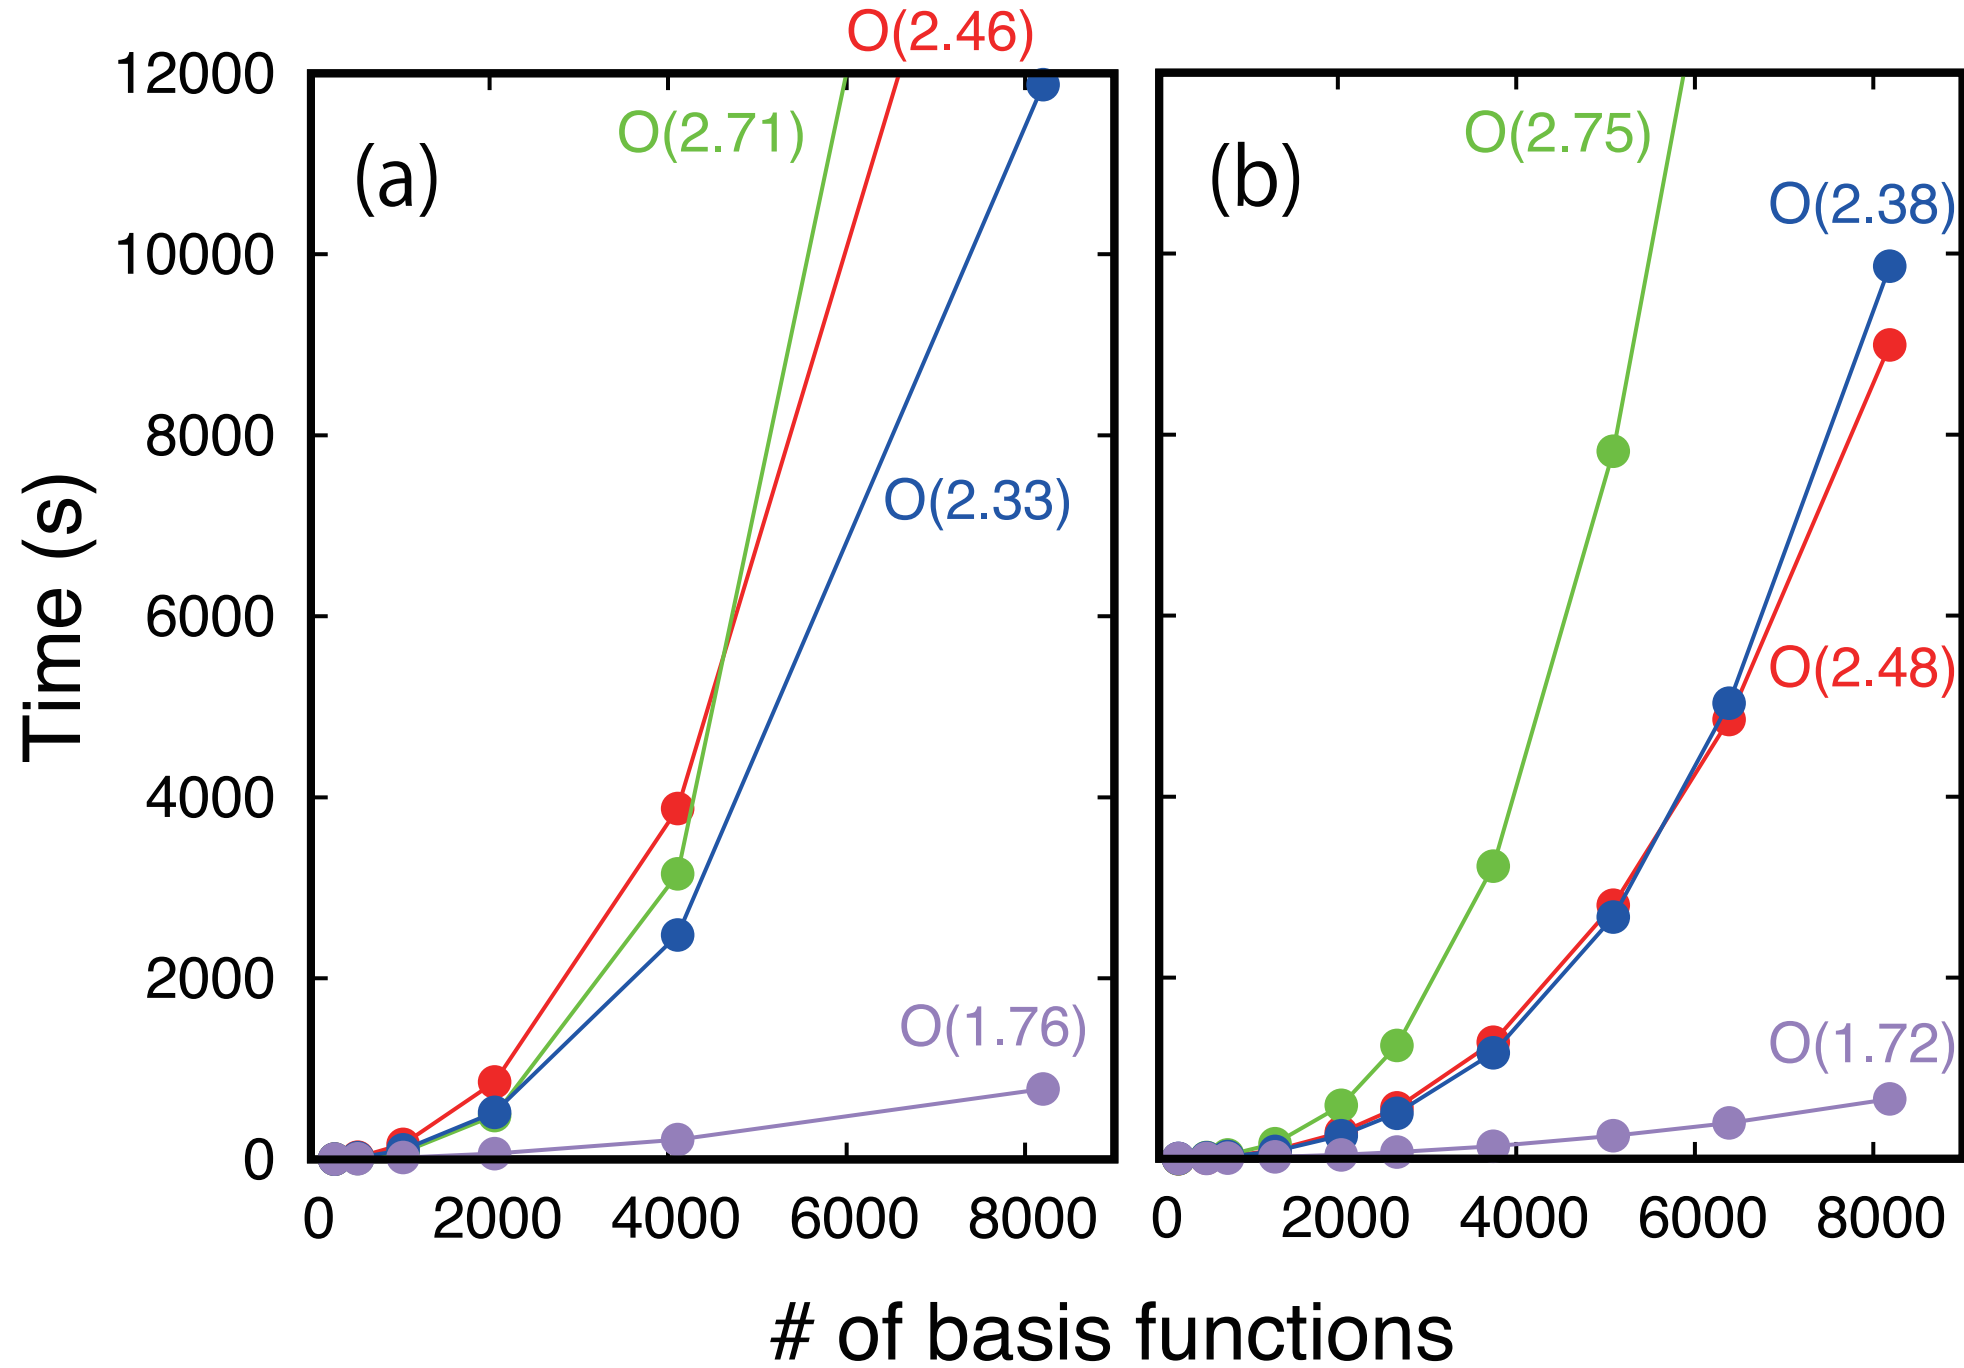 O(2.46)
12000
O(2.71)
O(2.75)
(a)
(b)
O(2.38)
10000
8000
O(2.33)
Time (s)
6000
O(2.48)
4000
2000
O(1.76)
O(1.72)
0
0 2000 4000 6000 8000
0 2000 4000 6000 8000
# of basis functions